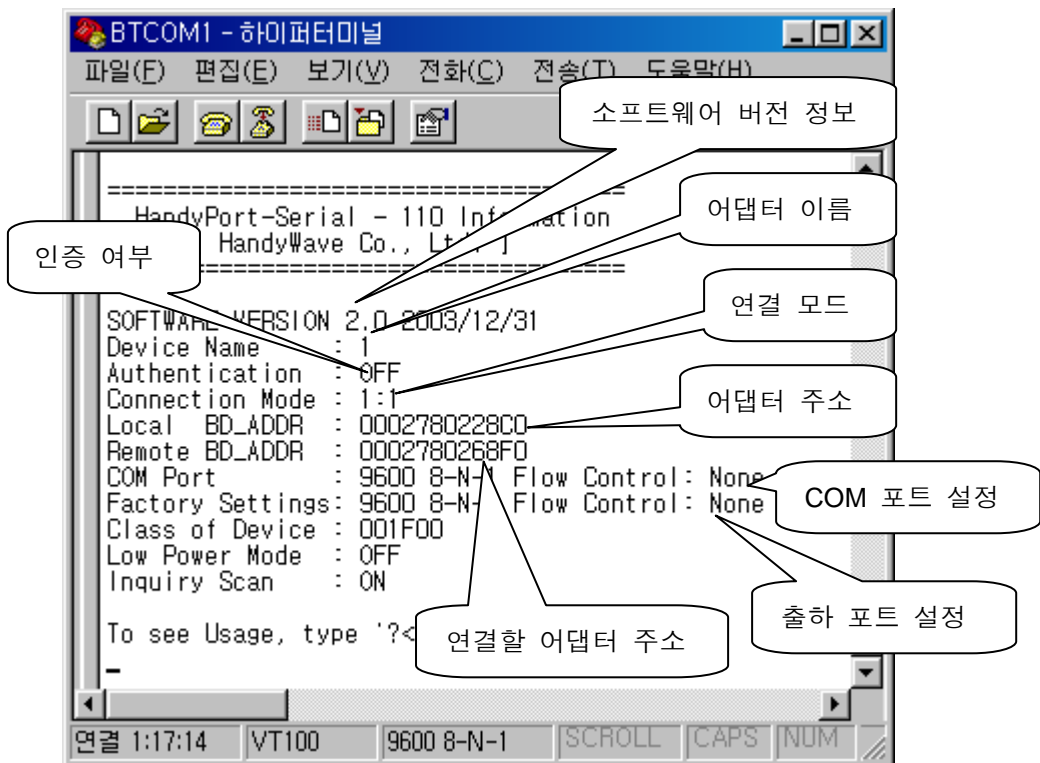 BTCOM1 - 하이퍼터미널
파일(F) 편집(E) 보기(V) 전화(C) 전송(T) 도움말(H)
소프트웨어 버전 정보
===================================
HandyPort-Serial - 110 Information
어댑터 이름
HandyWave Co., Ltd. ]
인증 여부
===================================
연결 모드
SOFTWARE VERSION 2.0 2003/12/31
Device Name : 1
Authentication : OFF
Connection Mode : 1:1
어댑터 주소
Local BD_ADDR : 0002780228C0
Remote BD_ADDR : 0002780268F0
COM Port : 9600 8-N-1 Flow Control: None
COM 포트 설정
Factory Settings: 9600 8-N-1 Flow Control: None
Class of Device : 001F00
Low Power Mode : OFF
Inquiry Scan : ON
출하 포트 설정
To see Usage, type '?<
연결할 어댑터 주소
연결 1:17:14 VT100 9600 8-N-1 SCROLL CAPS NUM